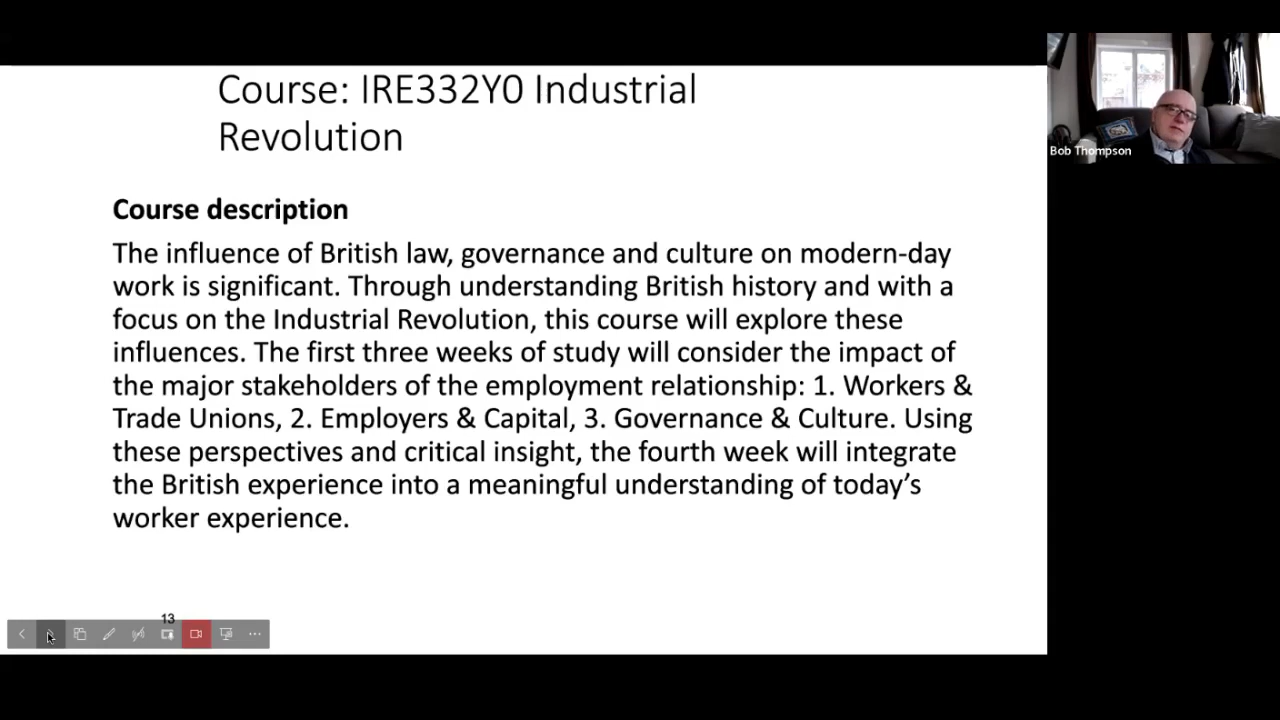 Course: IRE332Y0 Industrial
Revolution
Course description
The influence of British law, governance and culture on modern-day
work is significant. Through understanding British history and with a
focus on the Industrial Revolution, this course will explore these
influences. The first three weeks of study will consider the impact of
the major stakeholders of the employment relationship: 1. Workers &
Trade Unions, 2. Employers & Capital, 3. Governance & Culture. Using
these perspectives and critical insight, the fourth week will integrate
the British experience into a meaningful understanding of today’s
worker experience.
13
Bob Thompson